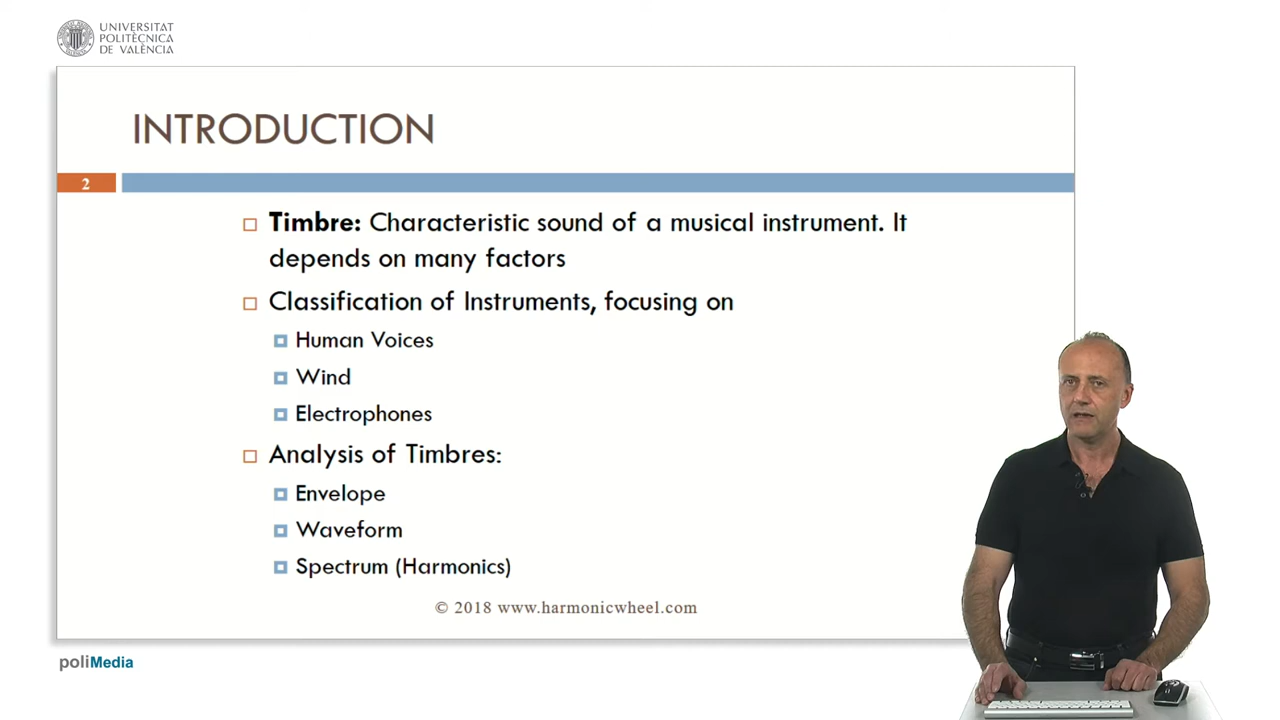 UNIVERSITAT
POLITÈCNICA
DE VALÈNCIA
INTRODUCTION
2
Timbre: Characteristic sound of a musical instrument. It
depends on many factors
Classification of Instruments, focusing on
Human Voices
Wind
Electrophones
Analysis of Timbres:
Envelope
Waveform
Spectrum (Harmonics)
© 2018 www.harmonicwheel.com
poliMedia